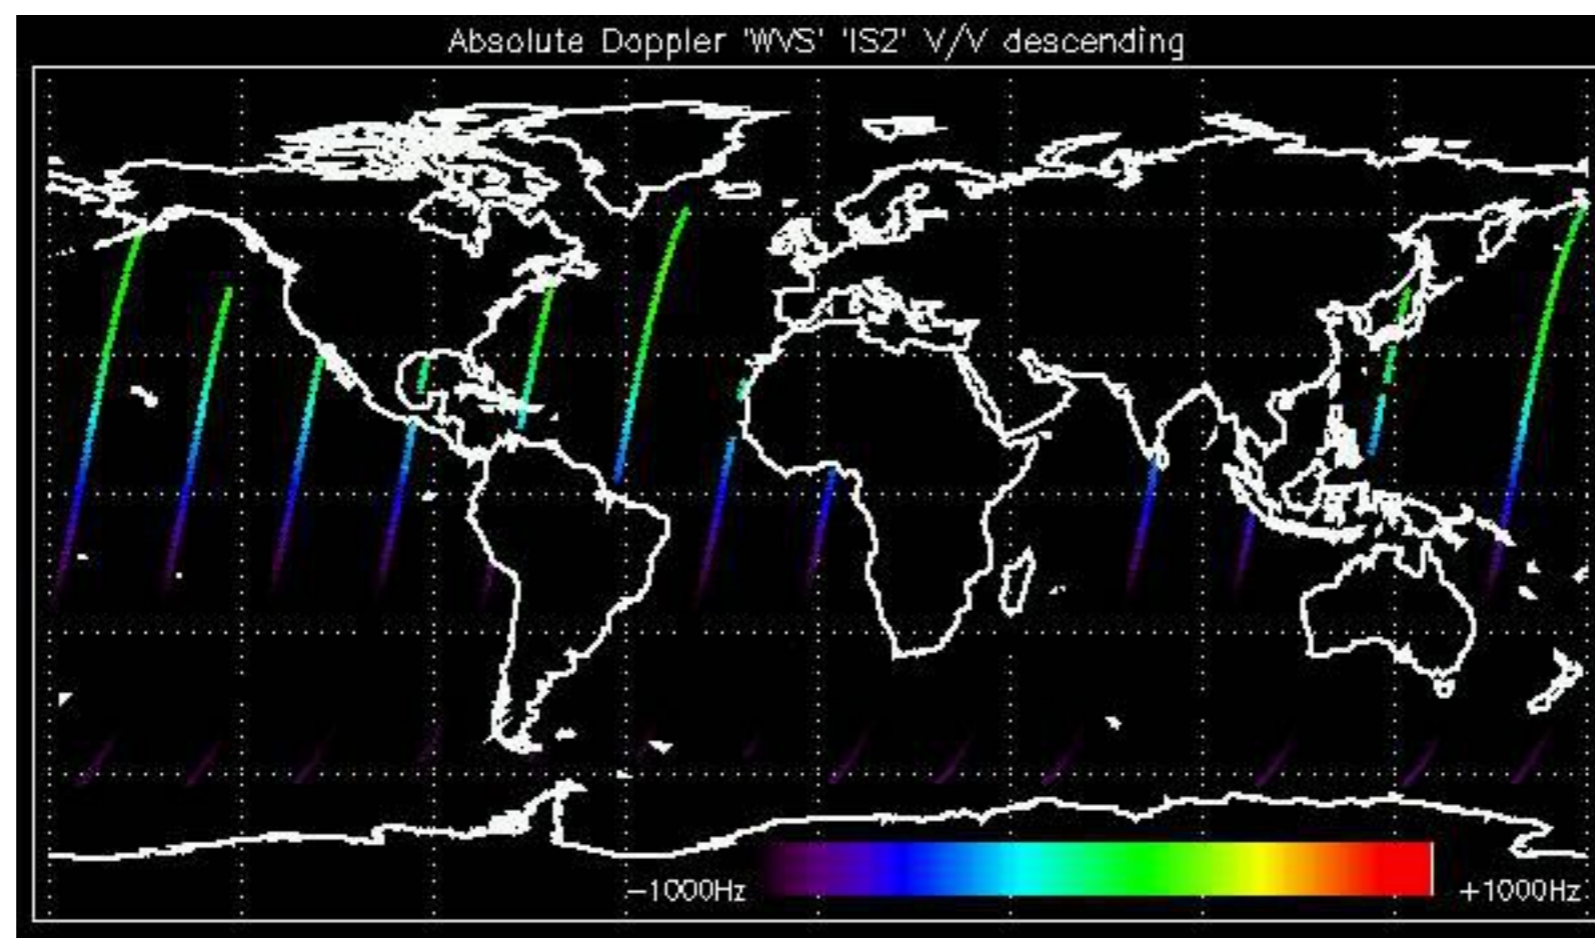 Absolute Doppler 'WVS' 'IS2' V/V descending
−1000Hz
+1000Hz